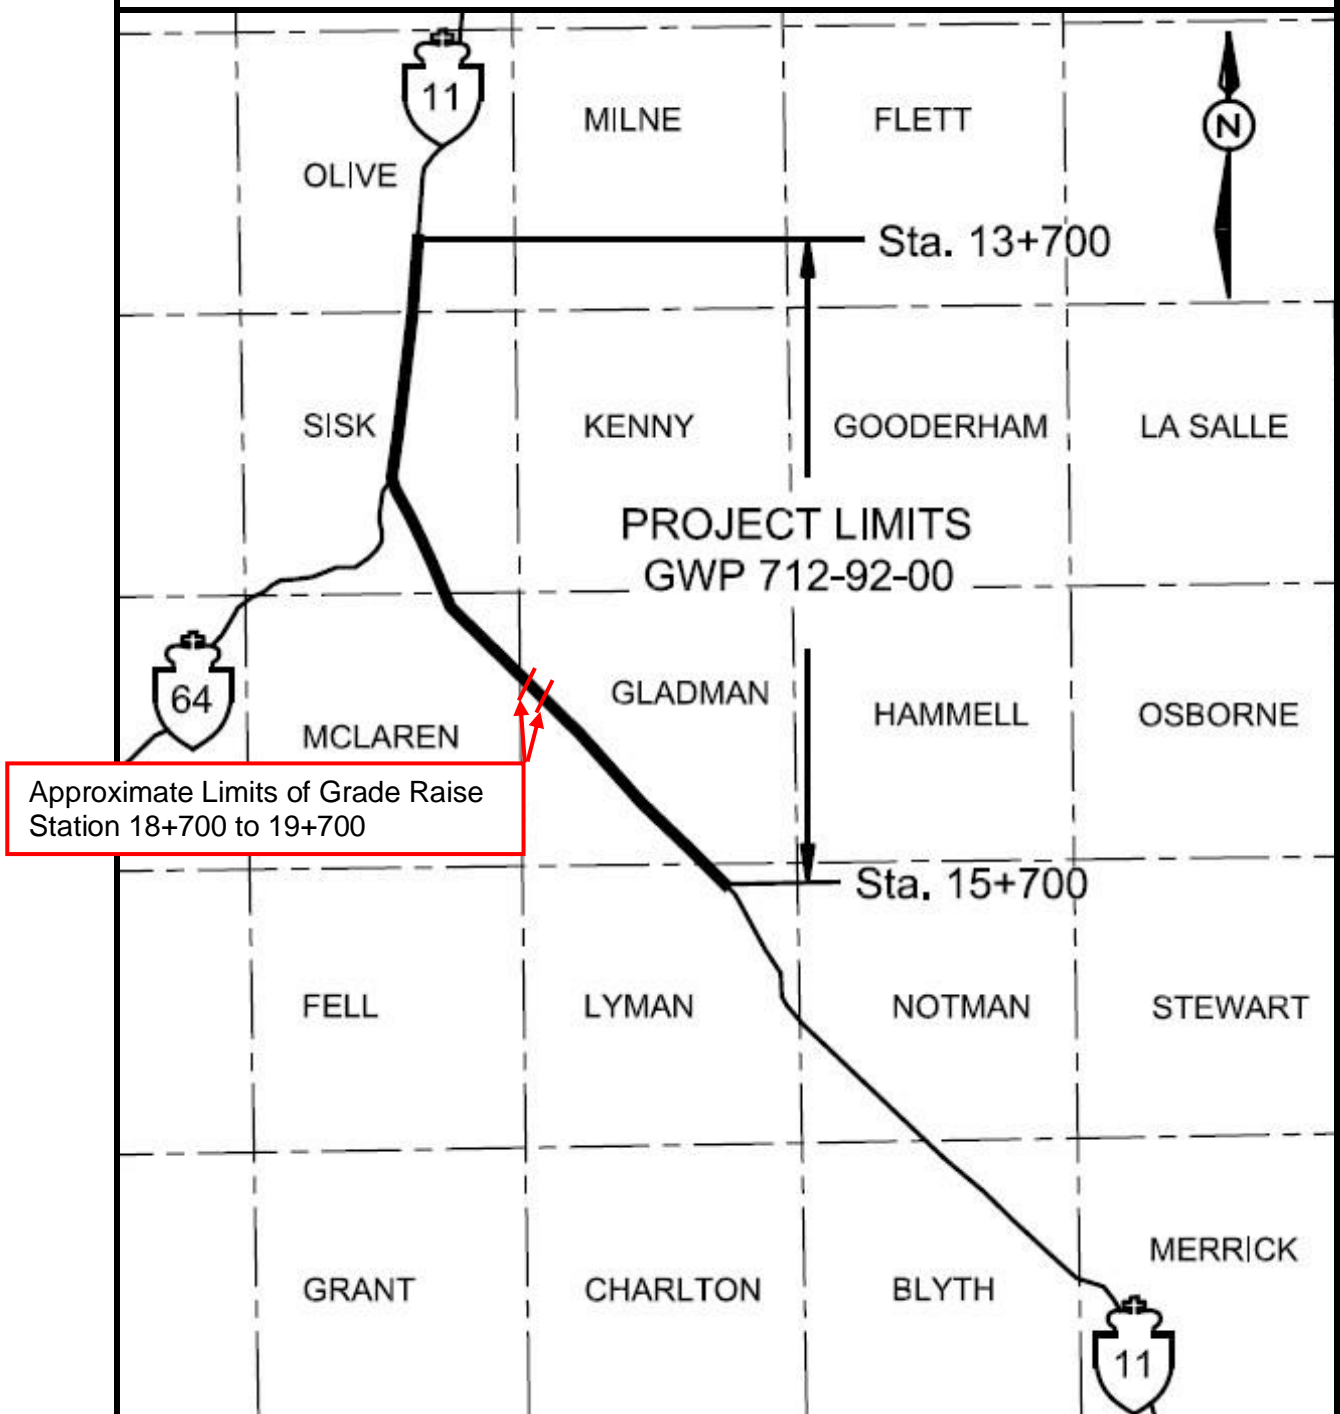 11
MILNE
FLETT
N
OLIVE
Sta. 13+700
SISK
KENNY
GOODERHAM
LA SALLE
PROJECT LIMITS
GWP 712-92-00
64
GLADMAN
MCLAREN
HAMMELL
OSBORNE
Approximate Limits of Grade Raise
Station 18+700 to 19+700
Sta. 15+700
FELL
LYMAN
NOTMAN
STEWART
MERRICK
GRANT
CHARLTON
BLYTH
11